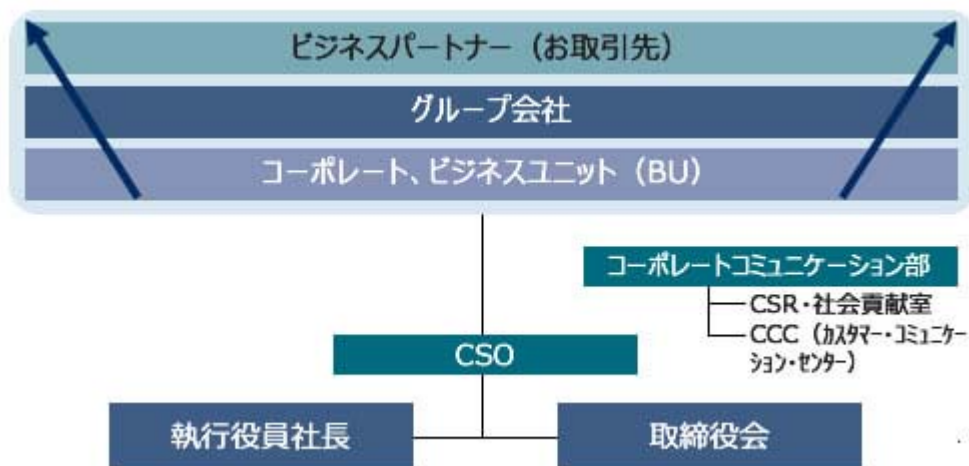 ビジネスパートナー（お取引先）
グループ会社
コーポレート、ビジネスユニット（BU）
コーポレートコミュニケーション部
CSR・社会貢献室
CCC（カスタマー・コミュニケー
ション・センター）
CSO
執行役員社長
取締役会